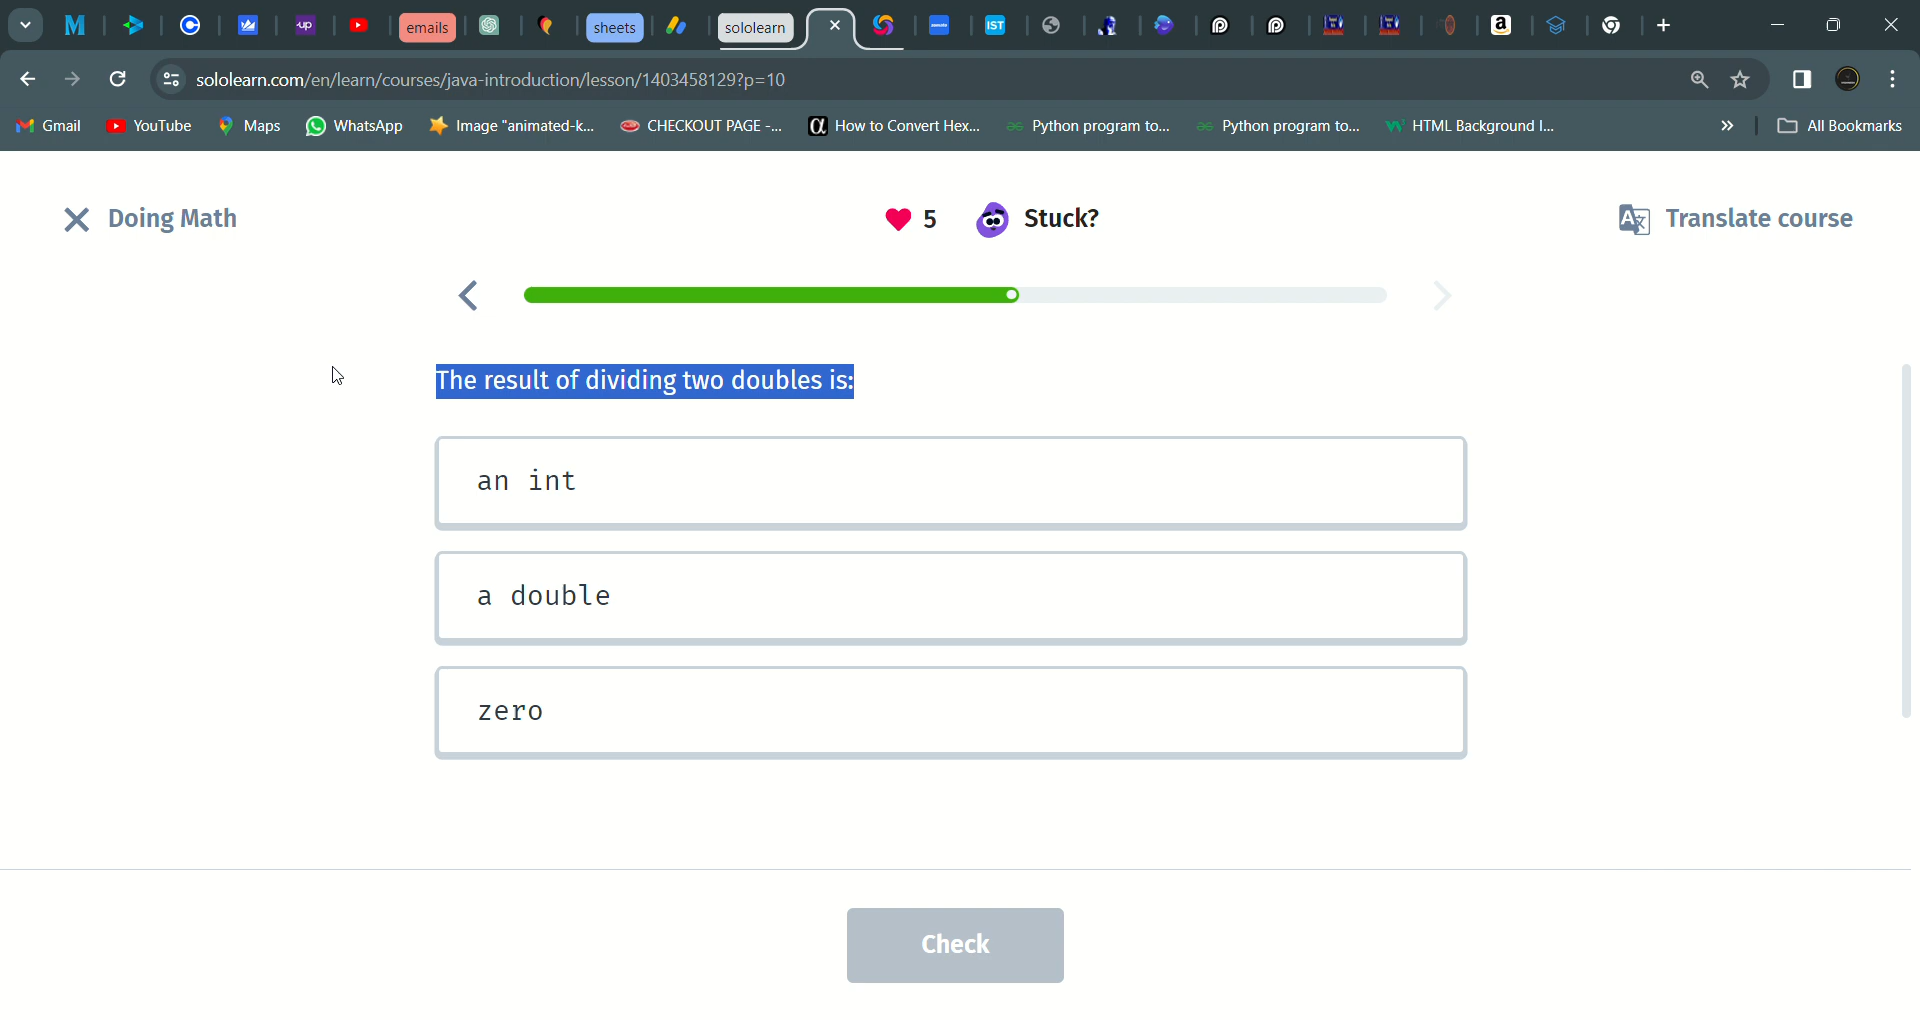 emails
sheets
sololearn
IST
up
sololearn.com/en/learn/courses/java-introduction/lesson/1403458129?p=10
Gmail
YouTube
Maps
WhatsApp
Image "animated-k...
CHECKOUT PAGE -...
How to Convert Hex...
Python program to...
Python program to...
HTML Background I...
All Bookmarks
Doing Math
5
Stuck?
Translate course
The result of dividing two doubles is:
an int
a double
zero
Check